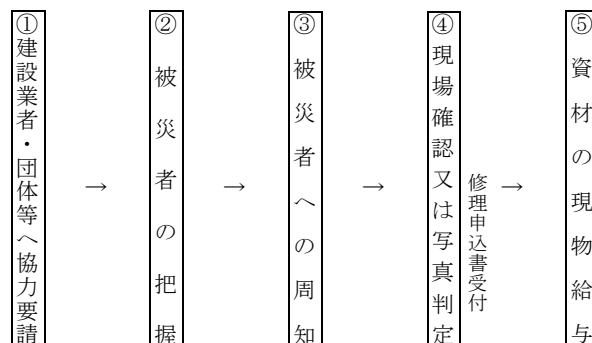 ①建設業者・団体等へ協力要請
→
②被災者の把握
→
③被災者への周知
→
④現場確認又は写真判定
修理申込書受付
→
⑤資材の現物給与